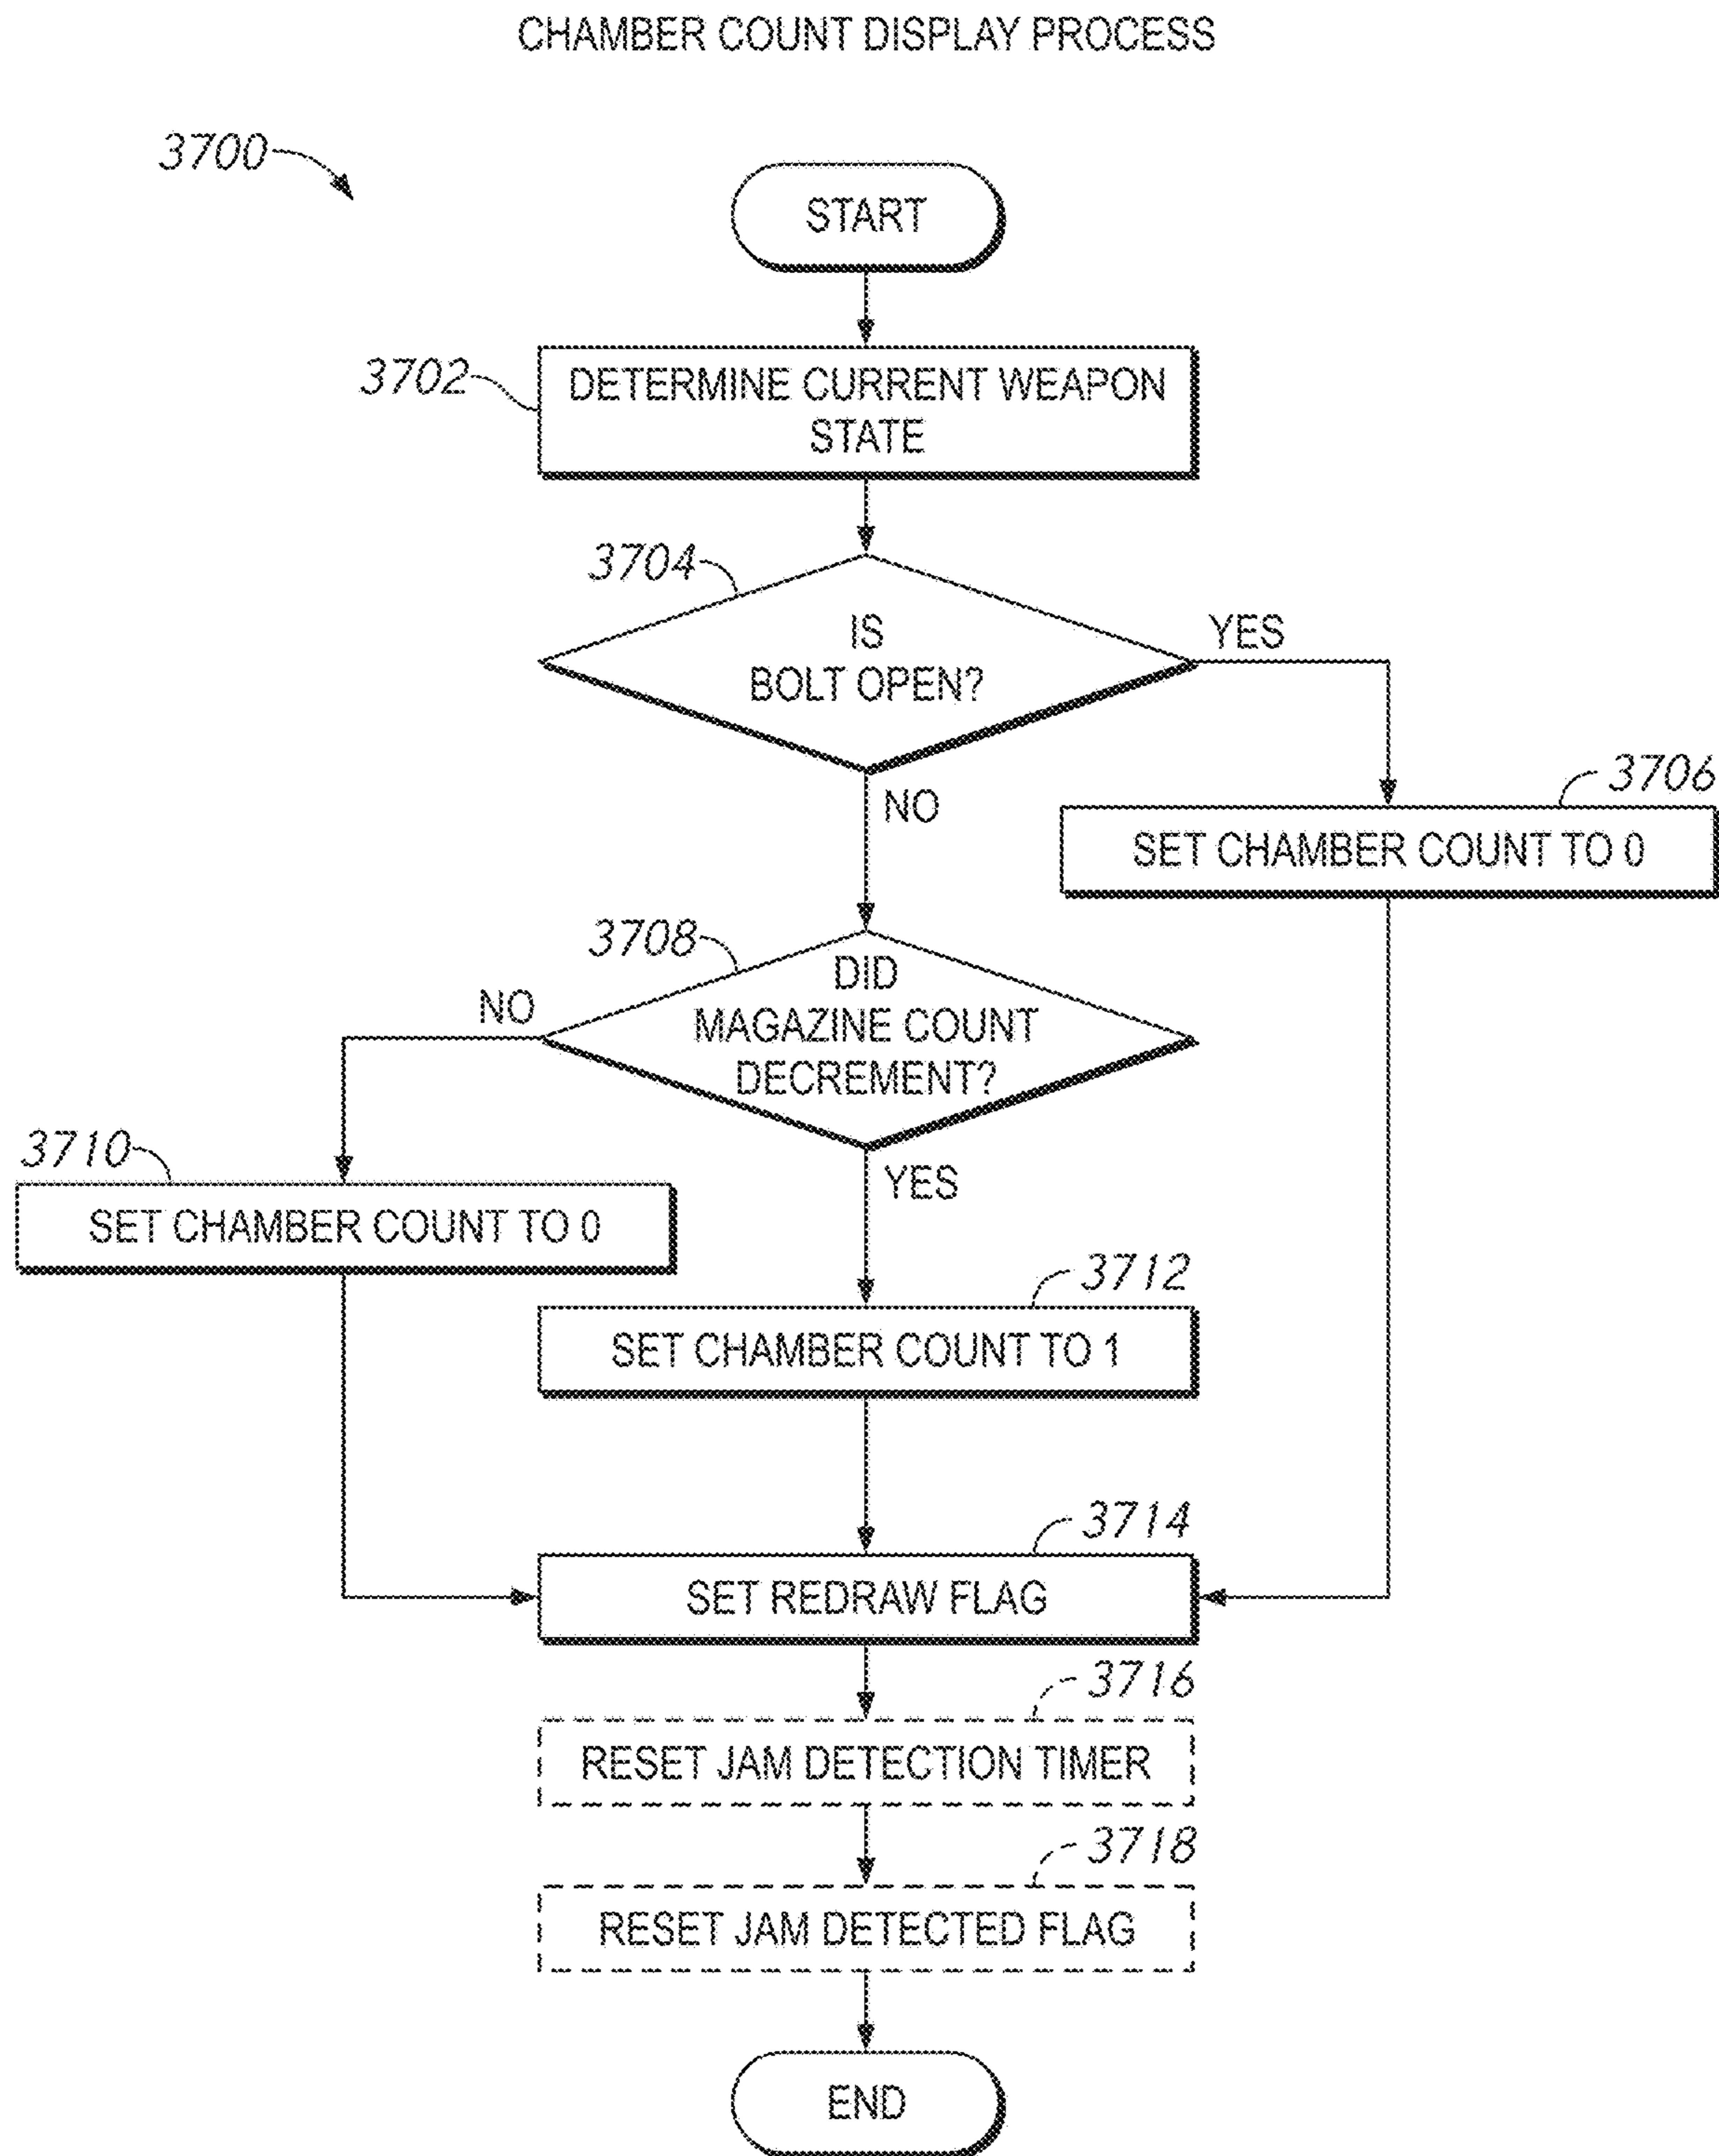 CHAMBER COUNT DISPLAY PROCESS
3700
START
3702
DETERMINE CURRENT WEAPON
STATE
3704
IS
BOLT OPEN?
YES
NO
3706
SET CHAMBER COUNT TO 0
3708
DID
MAGAZINE COUNT
DECREMENT?
NO
YES
3710
SET CHAMBER COUNT TO 0
3712
SET CHAMBER COUNT TO 1
3714
SET REDRAW FLAG
3716
RESET JAM DETECTION TIMER
3718
RESET JAM DETECTED FLAG
END